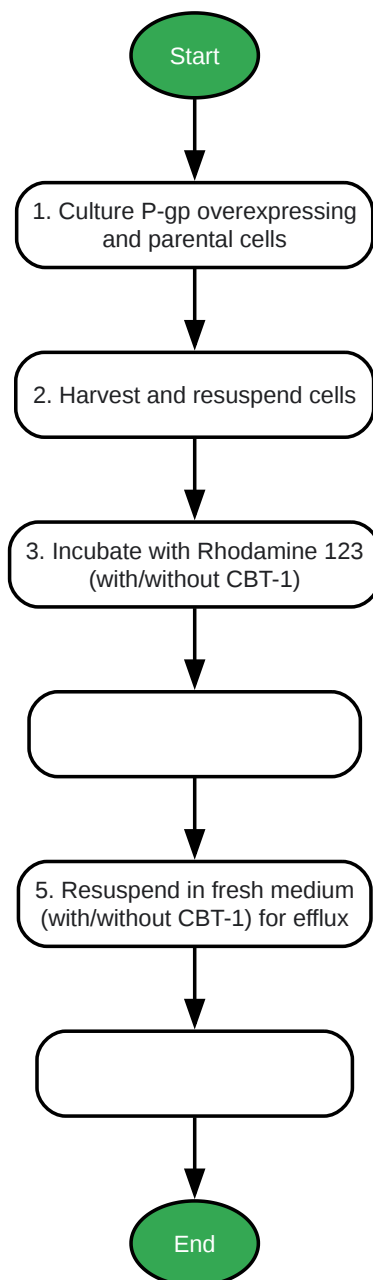 Start
1. Culture P-gp overexpressing
and parental cells
2. Harvest and resuspend cells
3. Incubate with Rhodamine 123
(with/without CBT-1)
5. Resuspend in fresh medium
(with/without CBT-1) for efflux
End